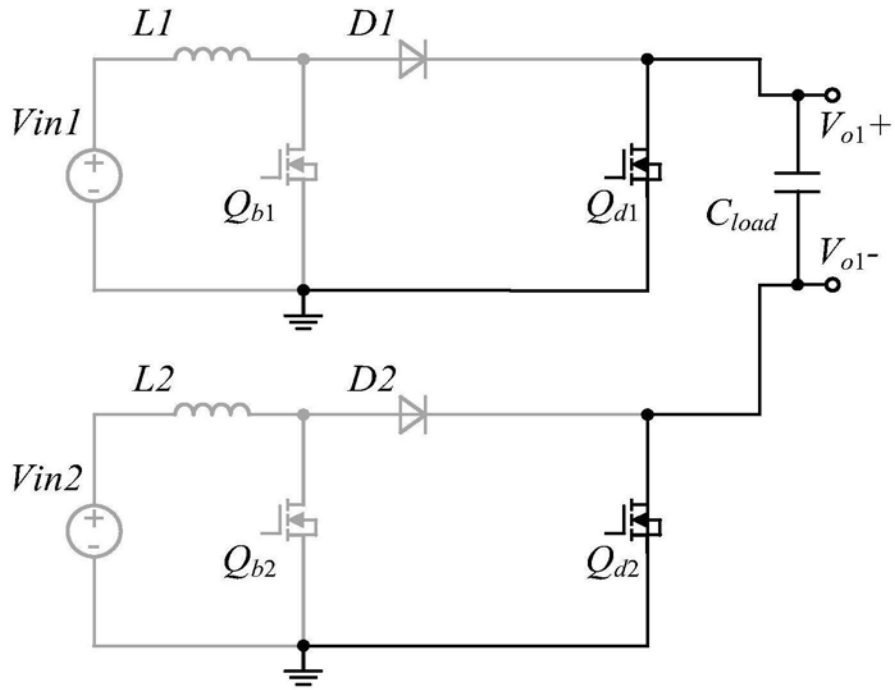 L1 D1
Vin1
+
-
Qb1
Qd1
Cload
Vo1+
Vo1-
L2 D2
Vin2
+
-
Qb2
Qd2